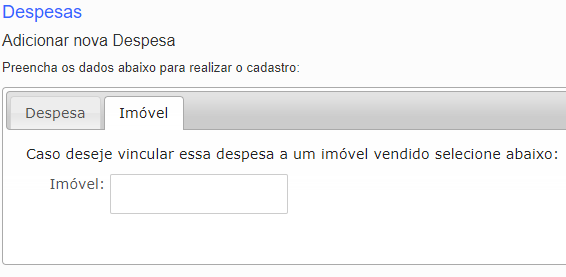 Despesas
Adicionar nova Despesa
Preencha os dados abaixo para realizar o cadastro:
Despesa Imóvel
Caso deseje vincular essa despesa a um imóvel vendido selecione abaixo:
Imóvel: